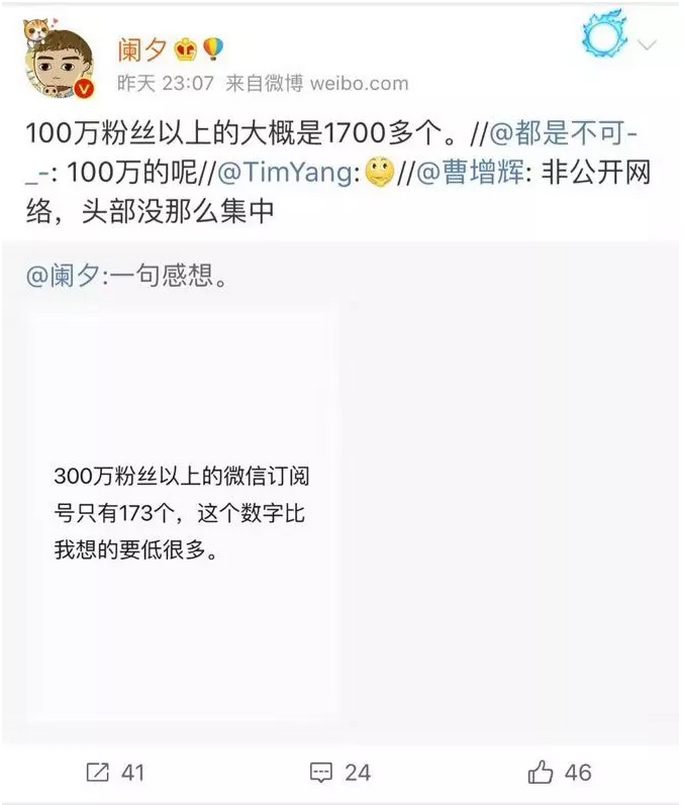 阑夕
昨天 23:07 来自微博 weibo.com
100万粉丝以上的大概是1700多个。//@都是不可-
_-: 100万的呢//@TimYang:🤔//@曹增辉: 非公开网
络，头部没那么集中
@阑夕:一句感想。
300万粉丝以上的微信订阅
号只有173个，这个数字比
我想的要低很多。
41 24 46